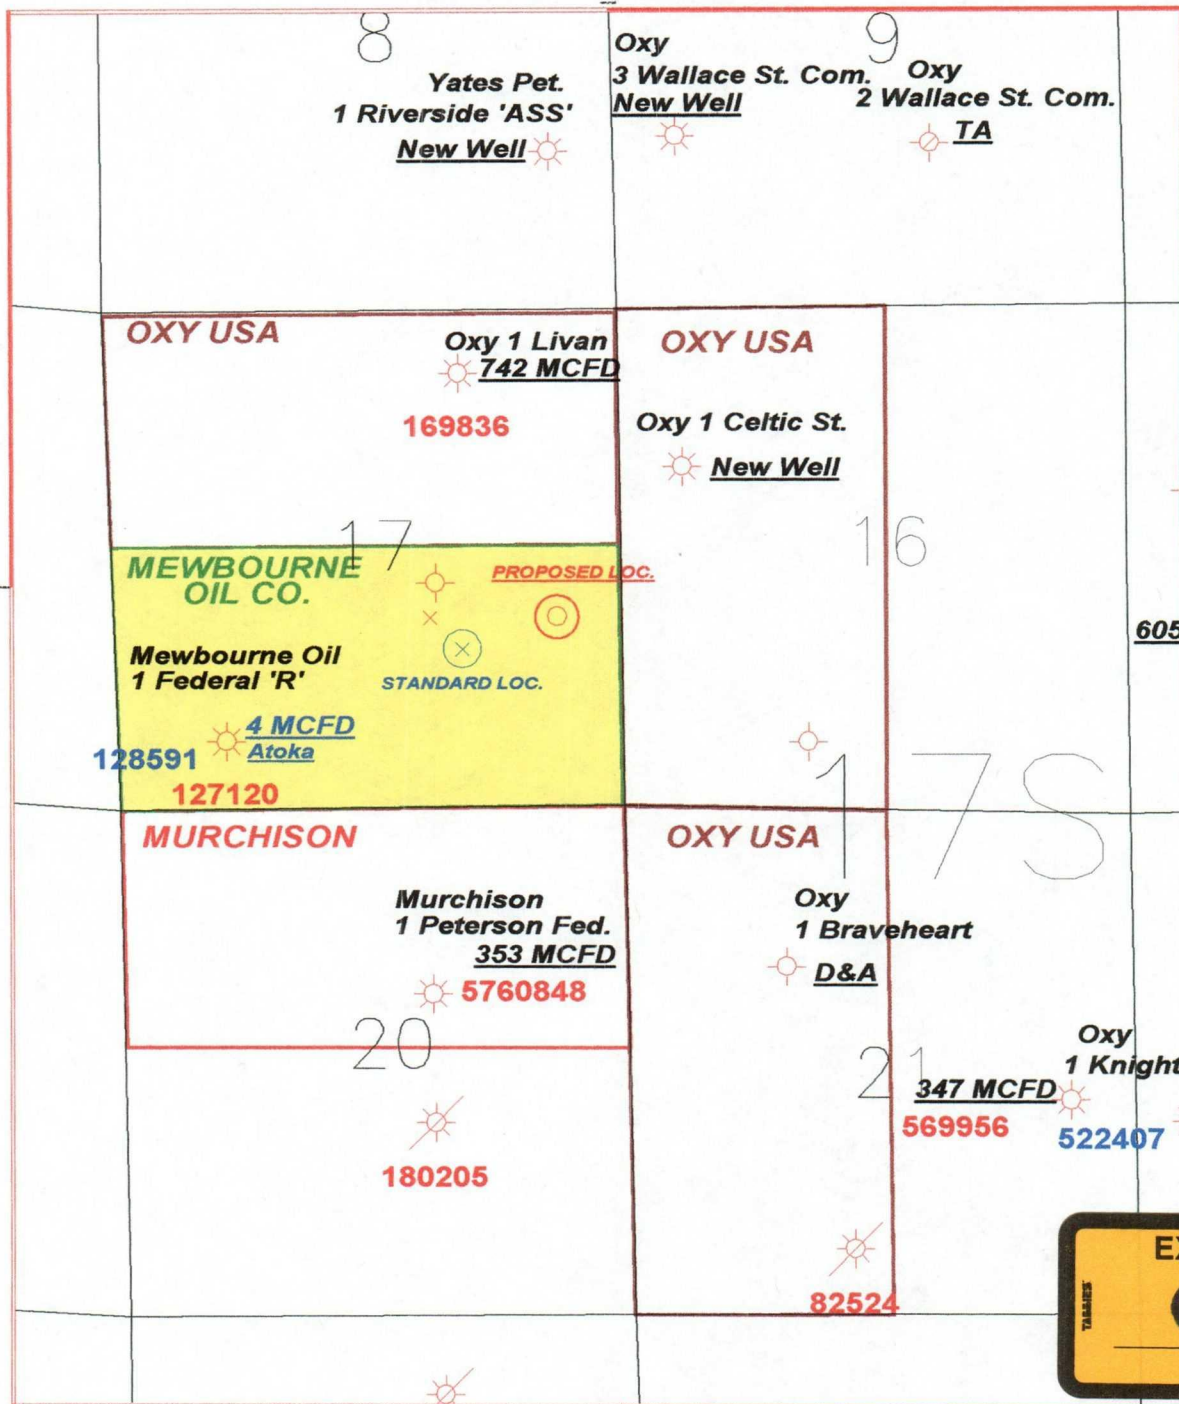 8
9
Yates Pet.
1 Riverside 'ASS'
New Well
Oxy
3 Wallace St. Com.
New Well
Oxy
2 Wallace St. Com.
TA
OXY USA
Oxy 1 Livan
742 MCFD
169836
OXY USA
Oxy 1 Celtic St.
New Well
17
16
MEWBOURNE
OIL CO.
PROPOSED LOC.
Mewbourne Oil
1 Federal 'R'
STANDARD LOC.
605
4 MCFD
Atoka
128591
127120
17S
MURCHISON
OXY USA
Murchison
1 Peterson Fed.
353 MCFD
5760848
Oxy
1 Braveheart
D&A
20
21
Oxy
1 Knight
347 MCFD
569956
522407
180205
82524
EX
TABBIES